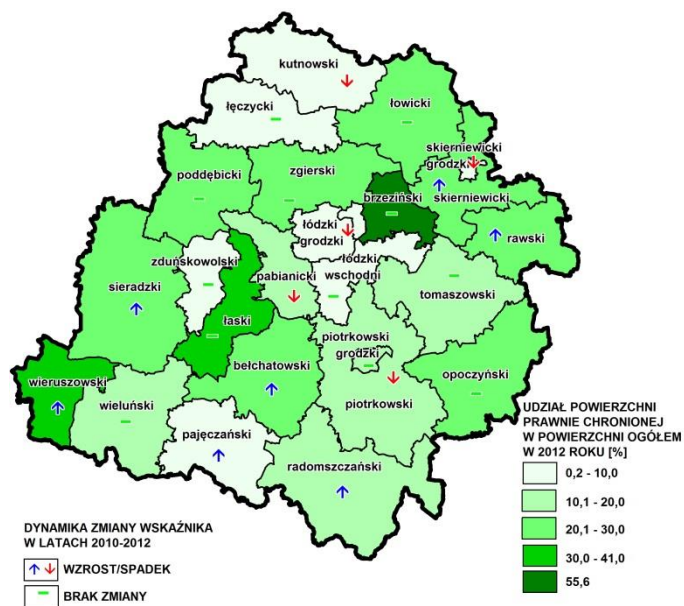 kutnowski
łęczycki
łowicki
skierniewicki
grodzki
skierniewicki
poddębicki
zgierski
brzeziński
rawski
łódzki
grodzki
łódzki
wschodni
zduńskowolski
sieradzki
pabianicki
tomaszowski
łaski
piotrkowski
grodzki
bełchatowski
opoczyński
wieruszowski
wieluński
piotrkowski
pajęczański
radomszczański
UDZIAŁ POWIERZCHNI
PRAWNIE CHRONIONEJ
W POWIERZCHNI OGÓŁEM
W 2012 ROKU [%]
0,2 - 10,0
10,1 - 20,0
20,1 - 30,0
30,0 - 41,0
55,6
DYNAMIKA ZMIANY WSKAŹNIKA
W LATACH 2010-2012
WZROST/SPADEK
BRAK ZMIANY